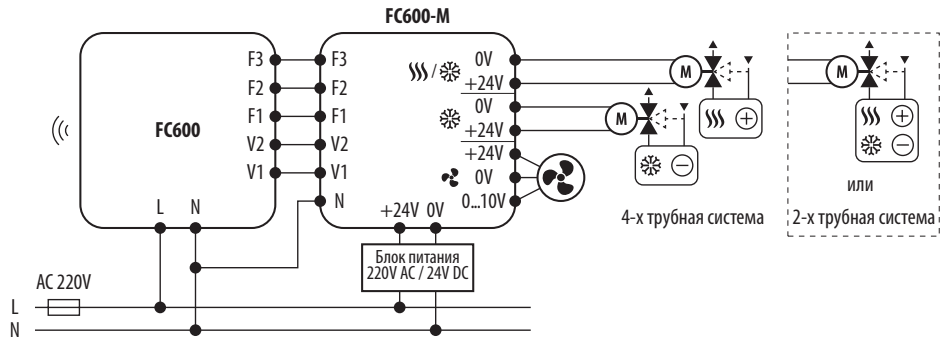 FC600-M
FC600
F3
F2
F1
V2
V1
L N
F3
F2
F1
V2
V1
N
/
0V
+24V
0V
+24V
+24V
0V
0...10V
+24V 0V
Блок питания
220V AC / 24V DC
M
M
4-х трубная система
M
или
2-х трубная система
AC 220V
L
N